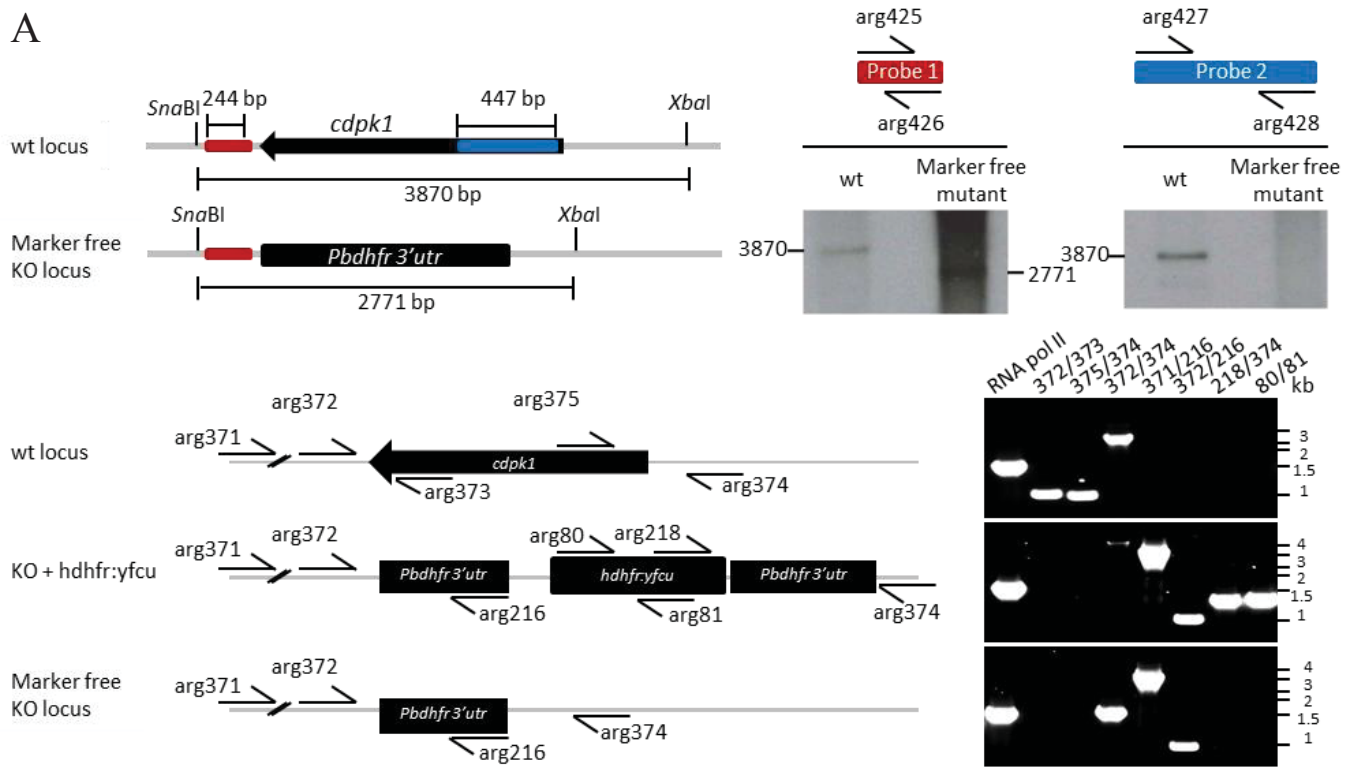 A
SnaBI
244 bp
cdpk1
447 bp
XbaI
wt locus
3870 bp
SnaBI
XbaI
Marker free
KO locus
Pbdhfr 3'utr
2771 bp
arg425
Probe 1
arg426
wt
Marker free
mutant
3870
2771
arg427
Probe 2
arg428
wt
Marker free
mutant
3870
wt locus
arg371
arg372
arg375
cdpk1
arg373
arg374
KO + hdhfr:yfcu
arg371
arg372
Pbdhfr 3'utr
arg216
arg80
arg218
hdhfr:yfcu
arg81
Pbdhfr 3'utr
arg374
Marker free
KO locus
arg371
arg372
Pbdhfr 3'utr
arg216
arg374
RNA pol II
372/373
375/374
372/374
371/216
372/216
218/374
80/81
kb
3
2
1.5
1
4
3
2
1.5
1
4
3
2
1.5
1